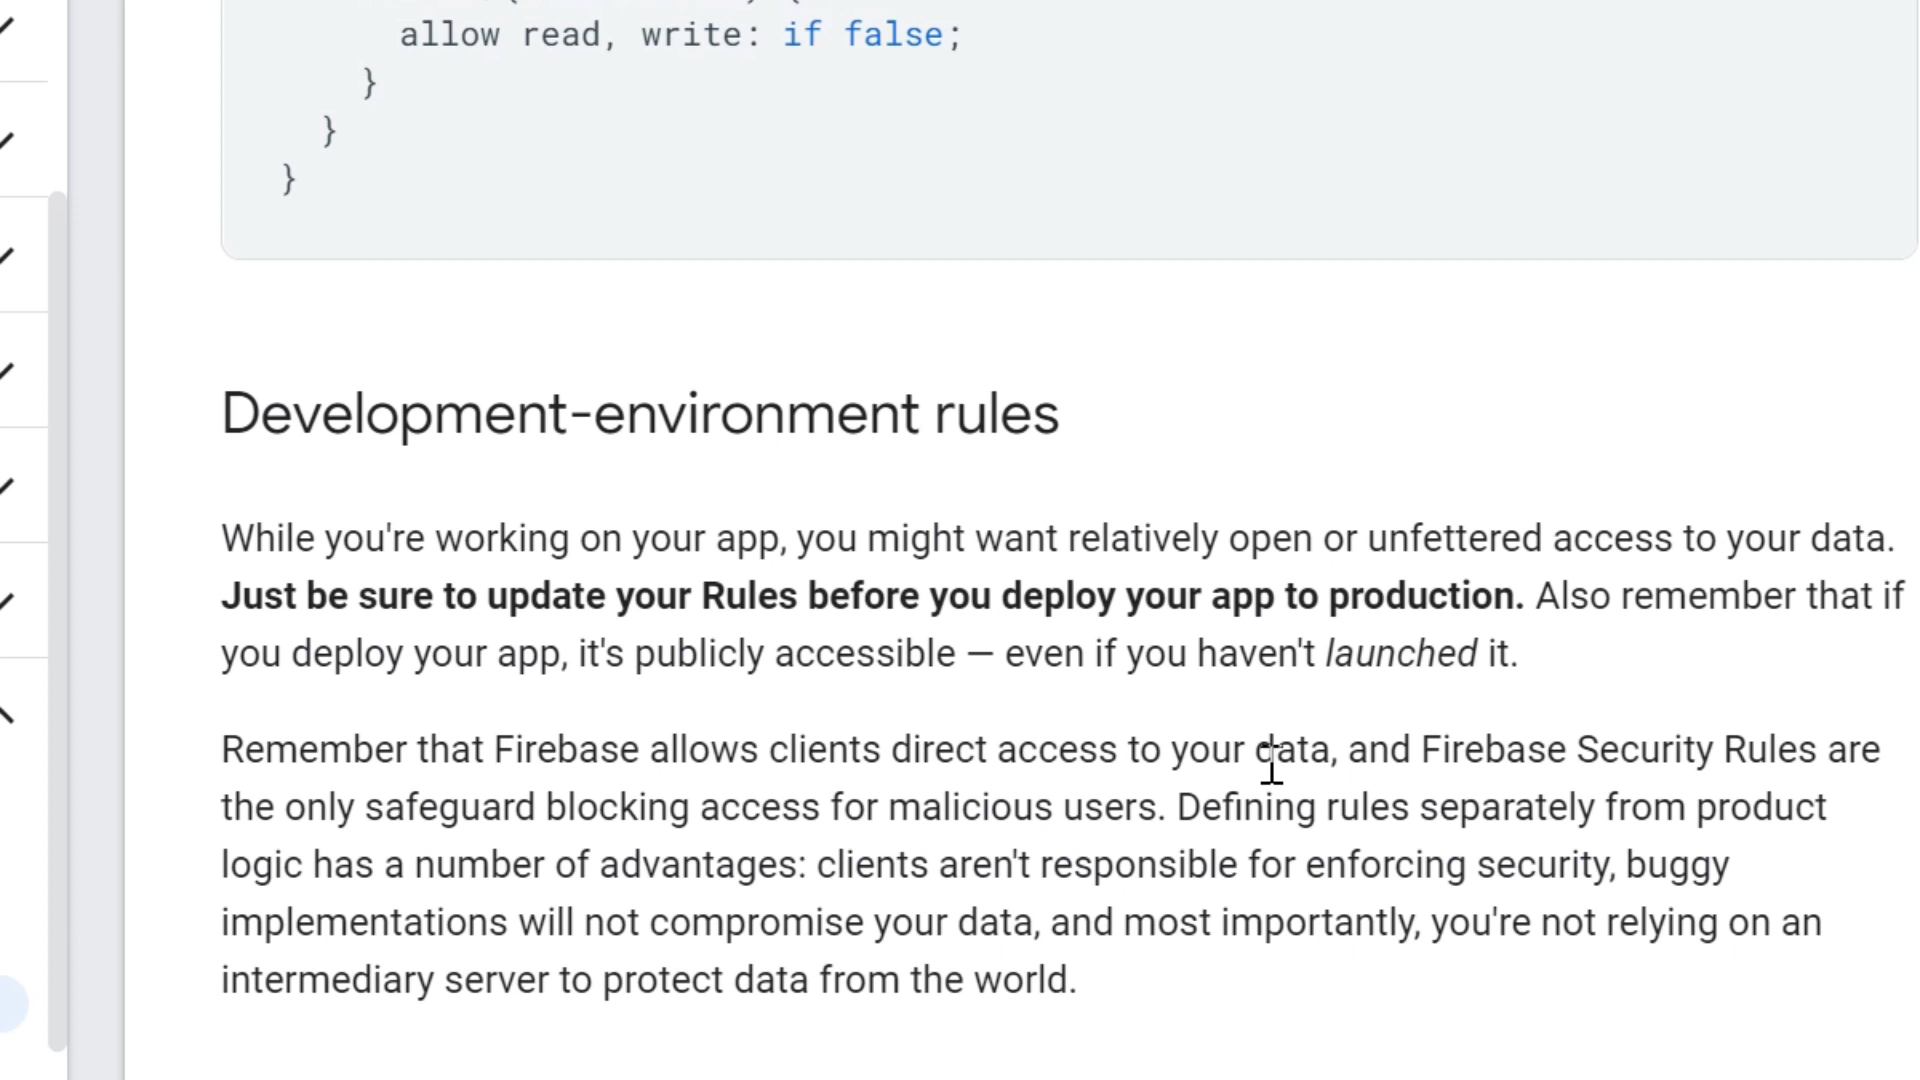 allow read, write: if false;
}
}
}
Development-environment rules
While you're working on your app, you might want relatively open or unfettered access to your data.
Just be sure to update your Rules before you deploy your app to production. Also remember that if
you deploy your app, it's publicly accessible — even if you haven't launched it.
Remember that Firebase allows clients direct access to your data, and Firebase Security Rules are
the only safeguard blocking access for malicious users. Defining rules separately from product
logic has a number of advantages: clients aren't responsible for enforcing security, buggy
implementations will not compromise your data, and most importantly, you're not relying on an
intermediary server to protect data from the world.